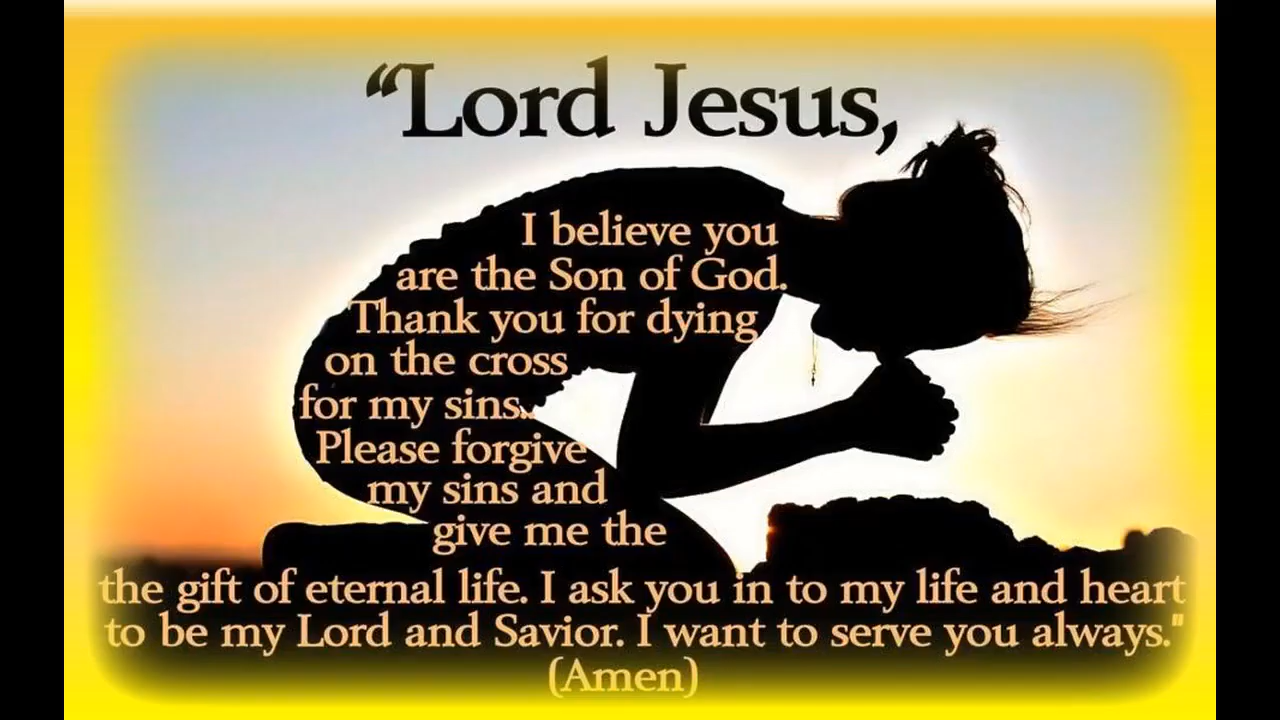 “Lord Jesus,
I believe you
are the Son of God.
Thank you for dying
on the cross
for my sins..
Please forgive
my sins and
give me the
the gift of eternal life. I ask you in to my life and heart
to be my Lord and Savior. I want to serve you always."
(Amen)